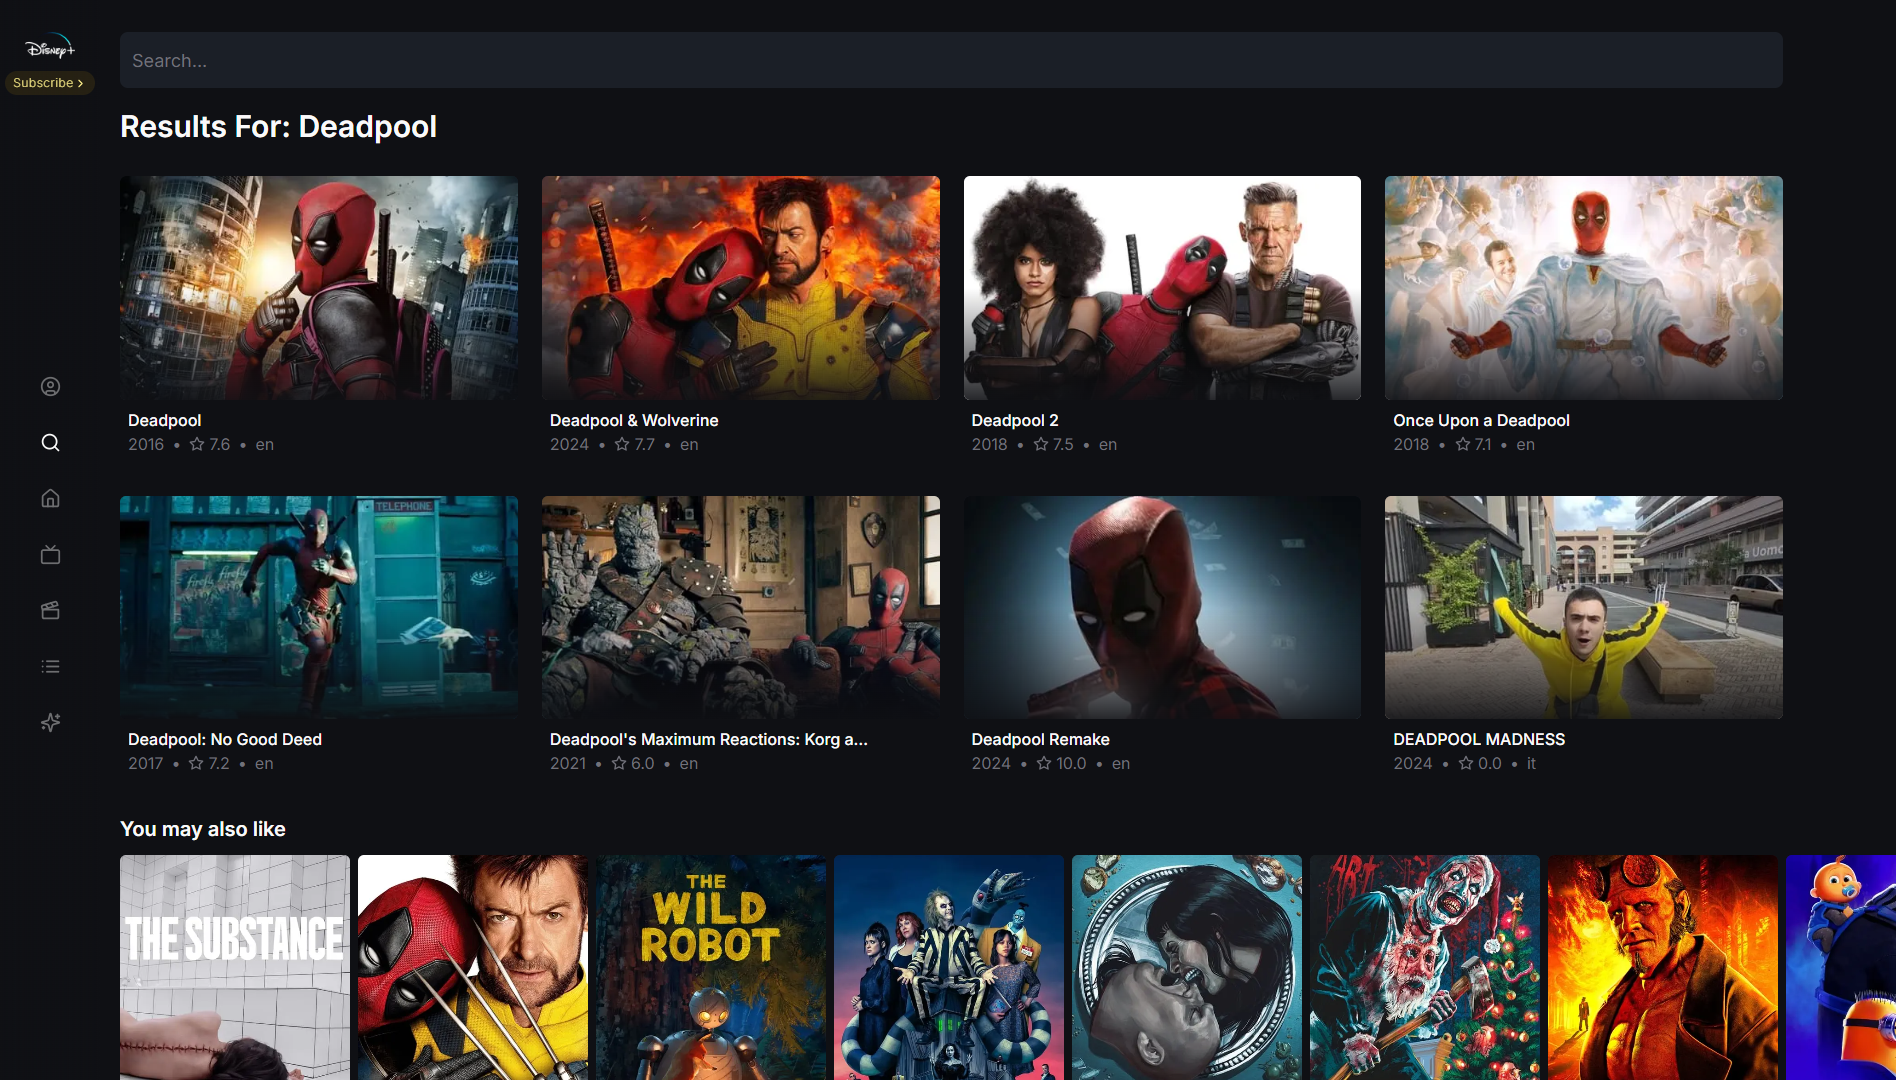 Disney+
Subscribe >
Search...
Results For: Deadpool
Deadpool
2016 • ☆ 7.6 • en
Deadpool & Wolverine
2024 • ☆ 7.7 • en
Deadpool 2
2018 • ☆ 7.5 • en
Once Upon a Deadpool
2018 • ☆ 7.1 • en
TELEPHONE
firefly firefly
a Uomo
Deadpool: No Good Deed
2017 • ☆ 7.2 • en
Deadpool's Maximum Reactions: Korg a...
2021 • ☆ 6.0 • en
Deadpool Remake
2024 • ☆ 10.0 • en
DEADPOOL MADNESS
2024 • ☆ 0.0 • it
You may also like
THE SUBSTANCE
THE
WILD
ROBOT
ART